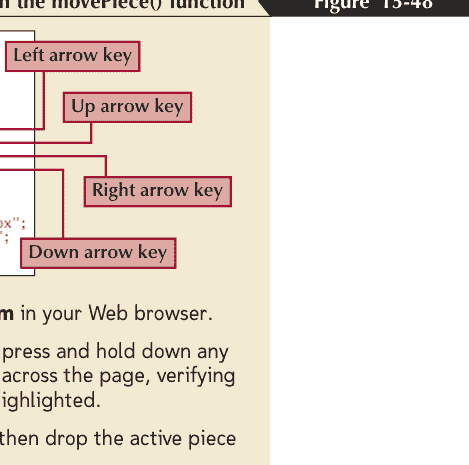 the movePiece() function
Figure 15-48
Left arrow key
Up arrow key
Right arrow key
px";
";
Down arrow key
m in your Web browser.
press and hold down any
across the page, verifying
ighlighted.
then drop the active piece